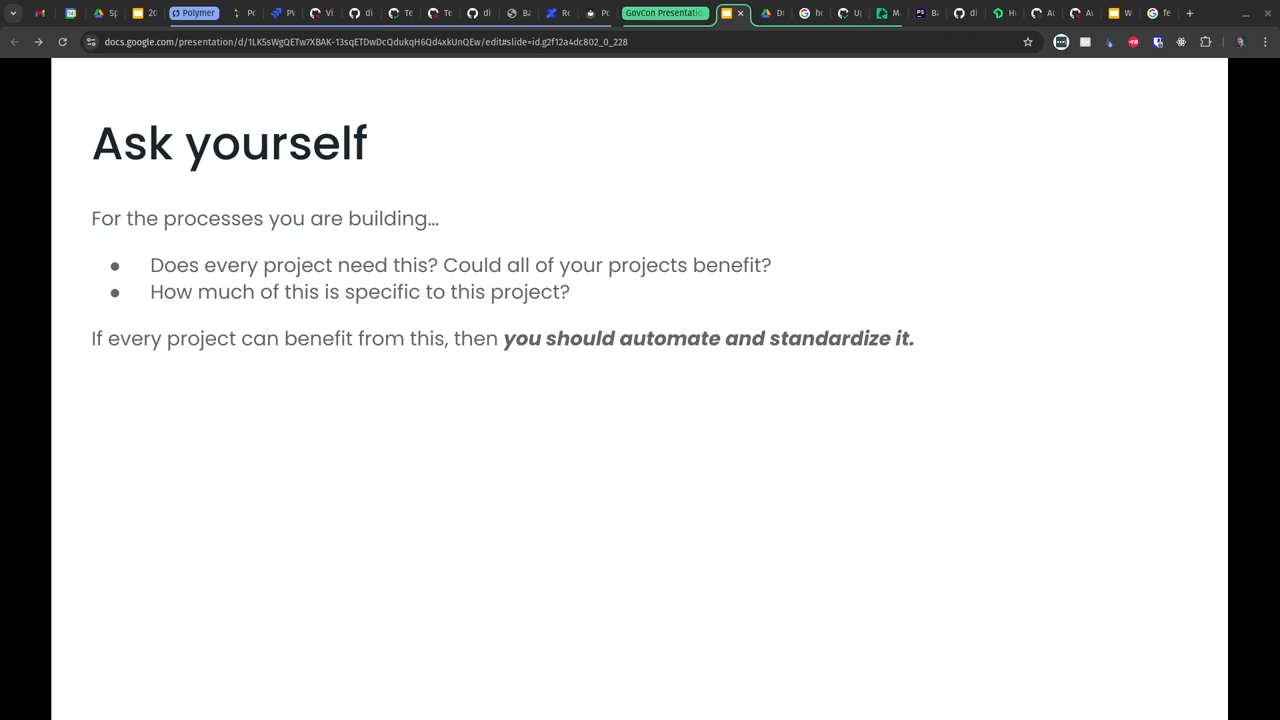 Polymer
GovCon Presentatio
docs.google.com/presentation/d/1LK5sWgQETw7XBAK-13sqETDwDcQdukqH6Qd4xkUnQEw/edit#slide=id.g2f12a4dc802_0_228
Ask yourself
For the processes you are building...
● Does every project need this? Could all of your projects benefit?
● How much of this is specific to this project?
If every project can benefit from this, then you should automate and standardize it.